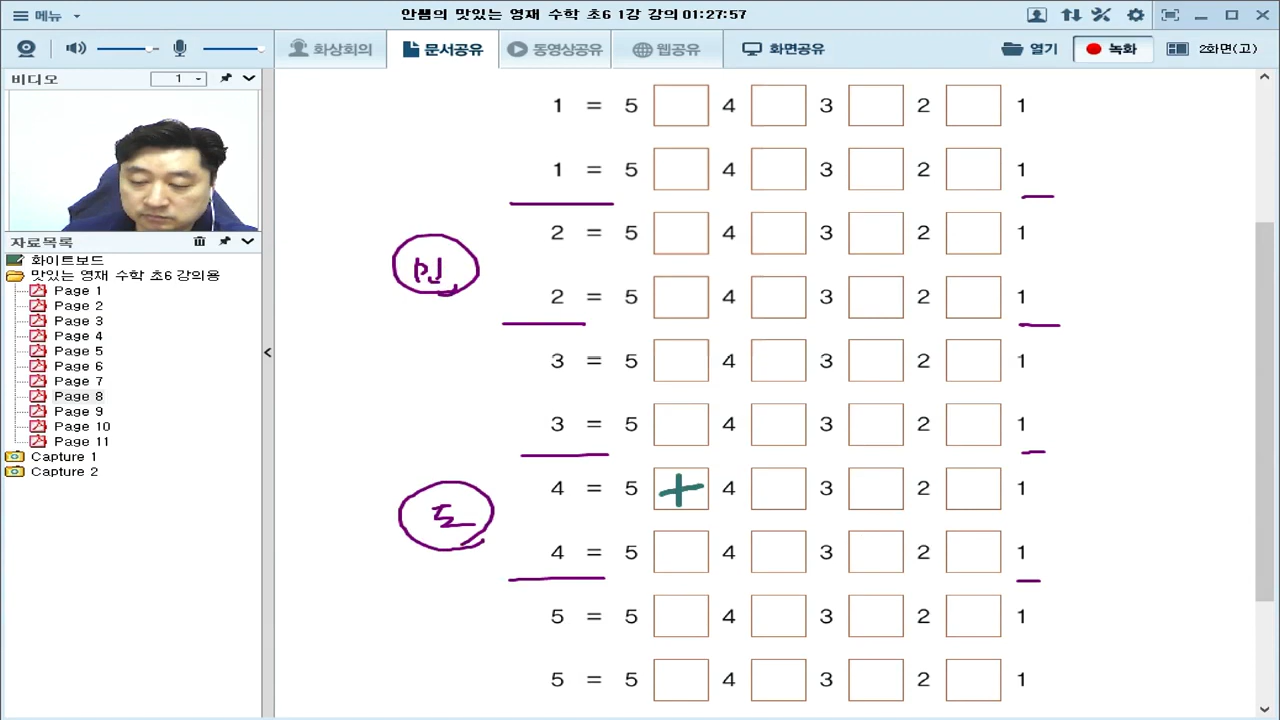 메뉴 안쌤의 맛있는 영재 수학 초6 1강 강의 01:27:57
화상회의 문서공유 동영상공유 웹공유 화면공유 열기 녹화 2화면(고)
비디오 1
자료목록
화이트보드
맛있는 영재 수학 초6 강의용
Page 1
Page 2
Page 3
Page 4
Page 5
Page 6
Page 7
Page 8
Page 9
Page 10
Page 11
Capture 1
Capture 2
1 = 5 4 3 2 1
1 = 5 4 3 2 1
2 = 5 4 3 2 1
민
2 = 5 4 3 2 1
3 = 5 4 3 2 1
3 = 5 4 3 2 1
4 = 5 + 4 3 2 1
도
4 = 5 4 3 2 1
5 = 5 4 3 2 1
5 = 5 4 3 2 1